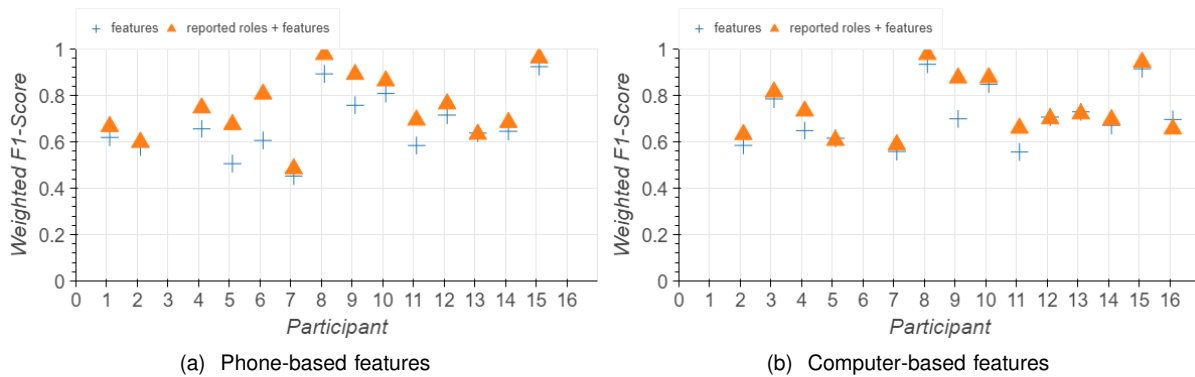 features reported roles + features
Weighted F1-Score
1
0.8
0.6
0.4
0.2
0
0 1 2 3 4 5 6 7 8 9 10 11 12 13 14 15 16
Participant
(a) Phone-based features
features reported roles + features
Weighted F1-Score
1
0.8
0.6
0.4
0.2
0
0 1 2 3 4 5 6 7 8 9 10 11 12 13 14 15 16
Participant
(b) Computer-based features